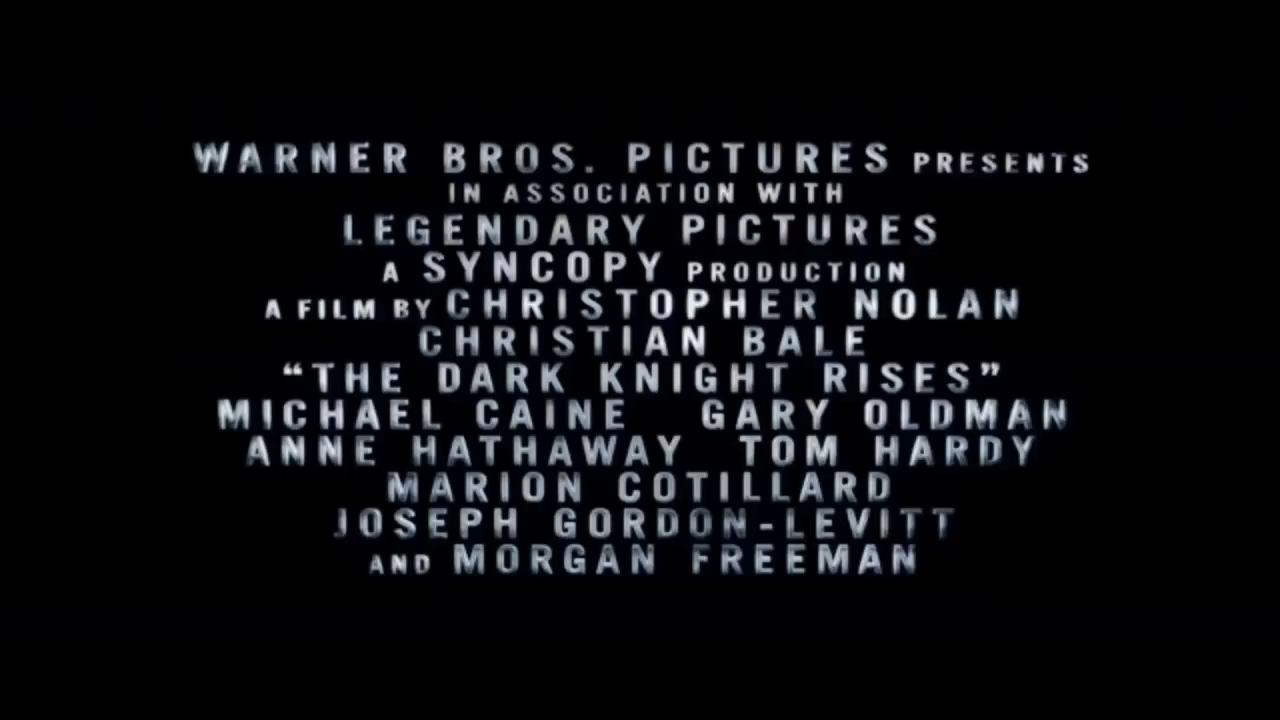 WARNER BROS. PICTURES PRESENTS
IN ASSOCIATION WITH
LEGENDARY PICTURES
A SYNCOPY PRODUCTION
A FILM BY CHRISTOPHER NOLAN
CHRISTIAN BALE
“THE DARK KNIGHT RISES”
MICHAEL CAINE GARY OLDMAN
ANNE HATHAWAY TOM HARDY
MARION COTILLARD
JOSEPH GORDON-LEVITT
AND MORGAN FREEMAN